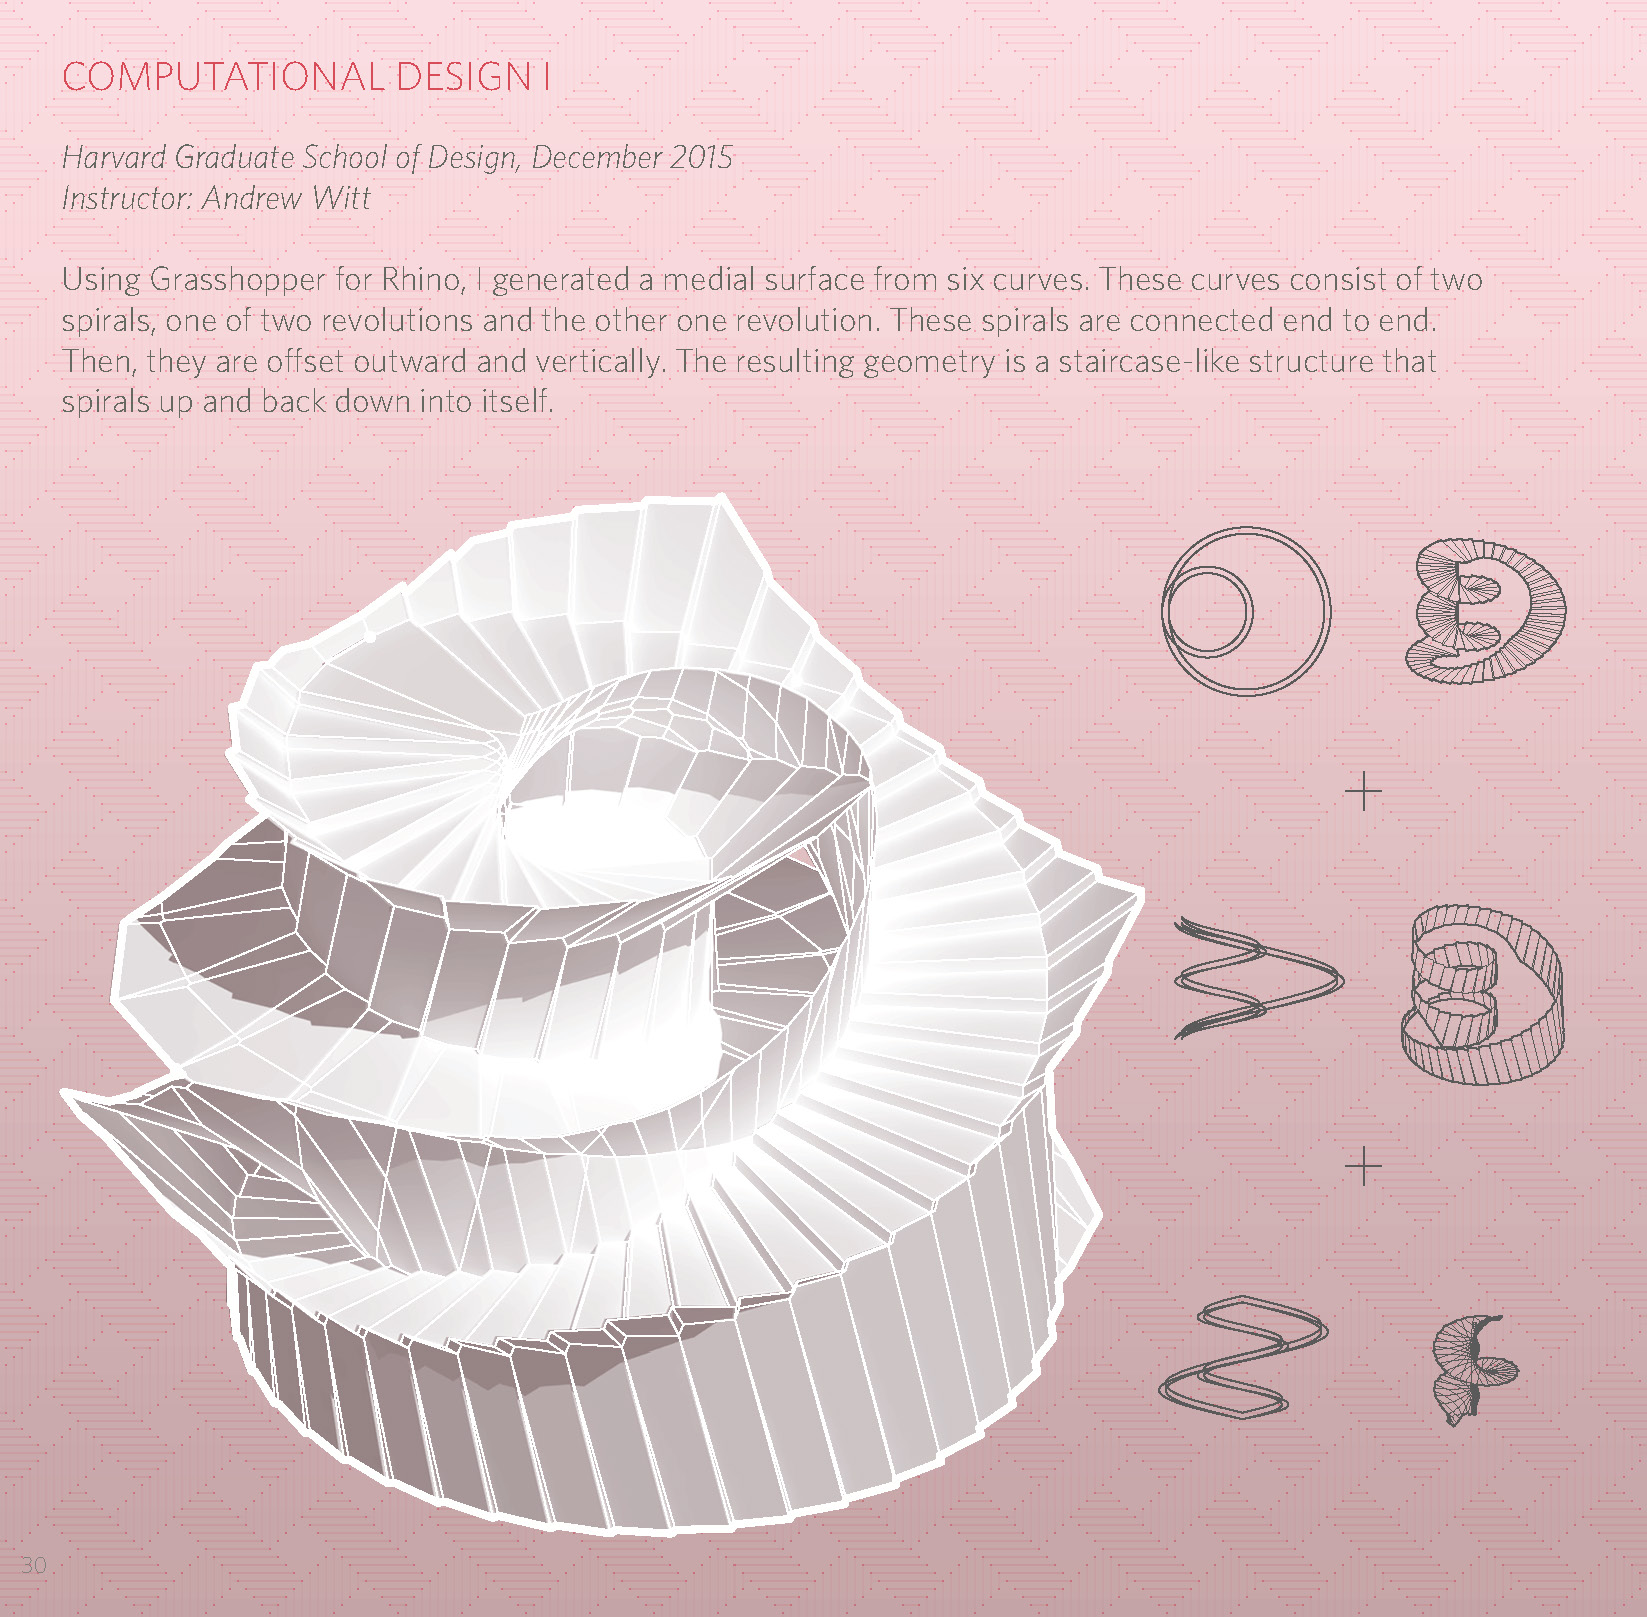 COMPUTATIONAL DESIGN I
Harvard Graduate School of Design, December 2015
Instructor: Andrew Witt
Using Grasshopper for Rhino, I generated a medial surface from six curves. These curves consist of two
spirals, one of two revolutions and the other one revolution. These spirals are connected end to end.
Then, they are offset outward and vertically. The resulting geometry is a staircase-like structure that
spirals up and back down into itself.
30